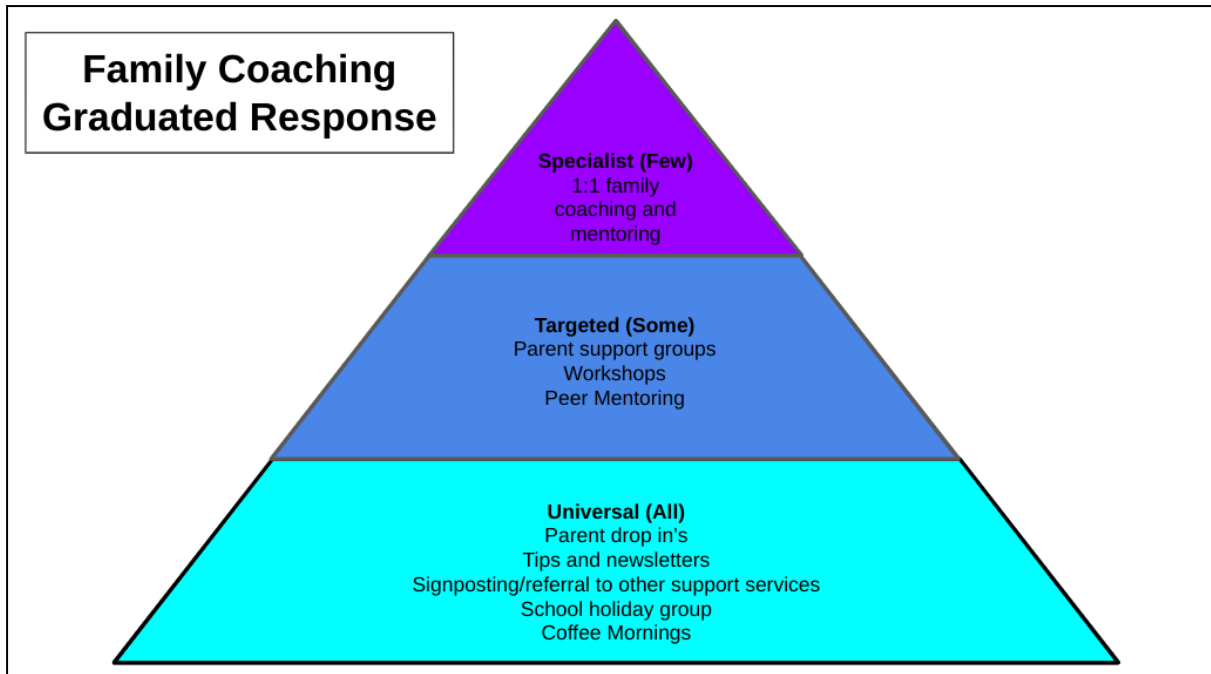 Family Coaching
Graduated Response
Specialist (Few)
1:1 family
coaching and
mentoring
Targeted (Some)
Parent support groups
Workshops
Peer Mentoring
Universal (All)
Parent drop in’s
Tips and newsletters
Signposting/referral to other support services
School holiday group
Coffee Mornings